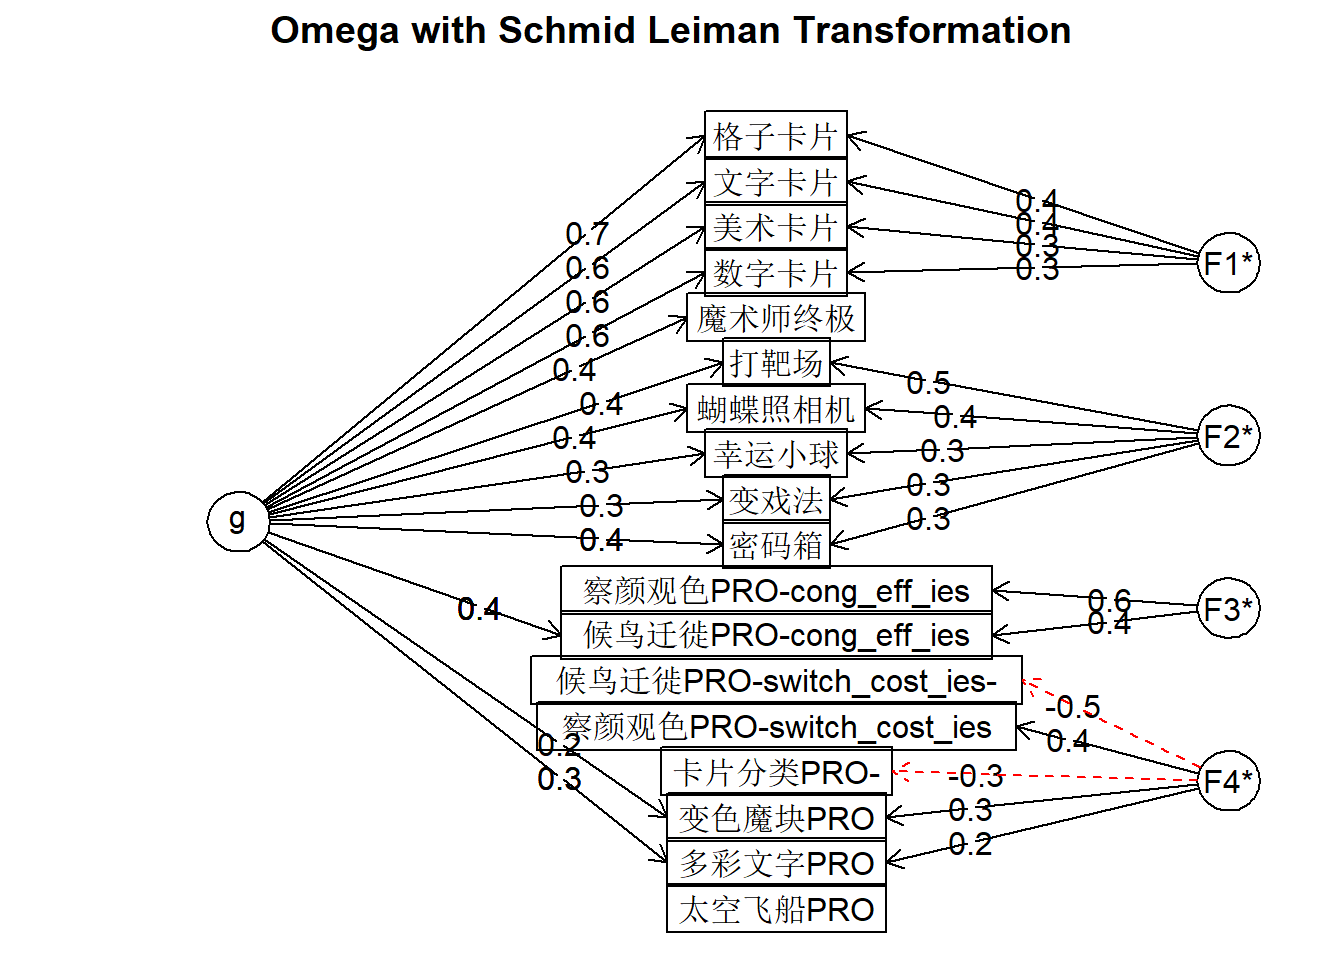 Omega with Schmid Leiman Transformation
格子卡片
文字卡片
美术卡片
数字卡片
魔术师终极
打靶场
蝴蝶照相机
幸运小球
变戏法
密码箱
察颜观色PRO-cong_eff_ies
候鸟迁徙PRO-cong_eff_ies
候鸟迁徙PRO-switch_cost_ies-
察颜观色PRO-switch_cost_ies
卡片分类PRO-
变色魔块PRO
多彩文字PRO
太空飞船PRO
g
0.7
0.6
0.6
0.6
0.4
0.4
0.4
0.3
0.3
0.4
0.4
0.2
0.3
F1*
0.4
0.4
0.3
0.3
F2*
0.5
0.4
0.3
0.3
0.3
F3*
0.6
0.4
F4*
-0.5
0.4
-0.3
0.3
0.2